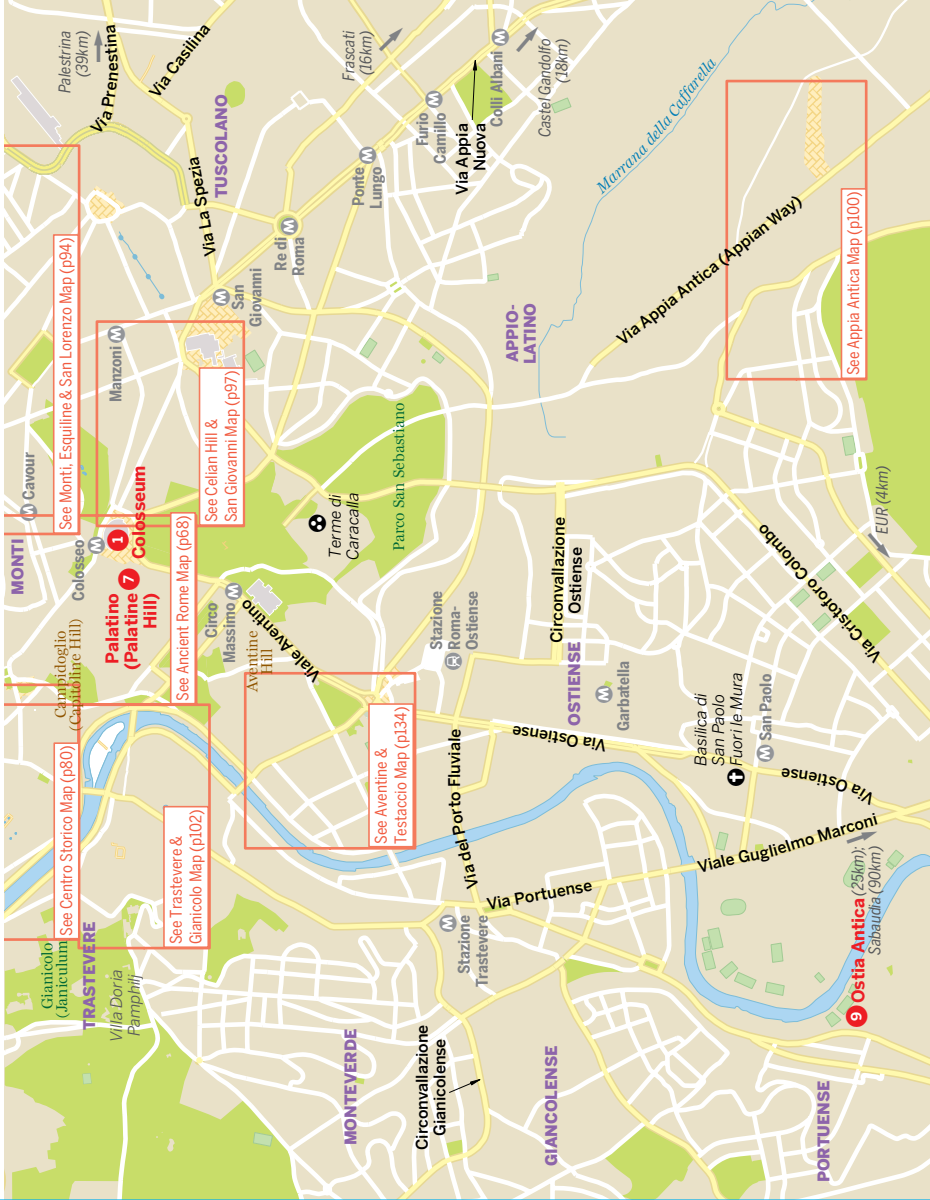 MONTI
Cavour
M
Gianicolo
(Janiculum)
See Centro Storico Map (p80)
Campidoglio
(Capitoline Hill)
See Monti, Esquiline & San Lorenzo Map (p94)
Palestrina
(39km)
TRASTEVERE
Colosseo
M
Via Prenestina
Villa Doria
Pamphilj
Palatino
(Palatine
Hill)
7
1
Colosseum
Manzoni
M
Via Casilina
See Trastevere &
Gianicolo Map (p102)
See Ancient Rome Map (p68)
See Celian Hill &
San Giovanni Map (p97)
Via La Spezia
TUSCOLANO
Circo
Massimo
M
M
San
Giovanni
Aventine
Hill
Viale Aventino
Re di
Roma
M
Terme di
Caracalla
Frascati
(16km)
MONTEVERDE
Ponte
Lungo
M
See Aventine &
Testaccio Map (p134)
Parco San Sebastiano
Circonvallazione
Gianicolense
Furio
Camillo
M
Stazione
Roma-
Ostiense
M
Stazione
Trastevere
Via del Porto Fluviale
Via Appia
Nuova
Colli Albani
M
Via Portuense
APPIO-
LATINO
Castel Gandolfo
(18km)
GIANCOLENSE
Via Ostiense
Circonvallazione
Ostiense
OSTIENSE
M
Garbatella
Marrana della Caffarella
Via Appia Antica (Appian Way)
Basilica di
San Paolo
Fuori le Mura
M San Paolo
Viale Guglielmo Marconi
Via Ostiense
Via Cristoforo Colombo
PORTUENSE
9 Ostia Antica (25km);
Sabaudia (90km)
See Appia Antica Map (p100)
EUR (4km)